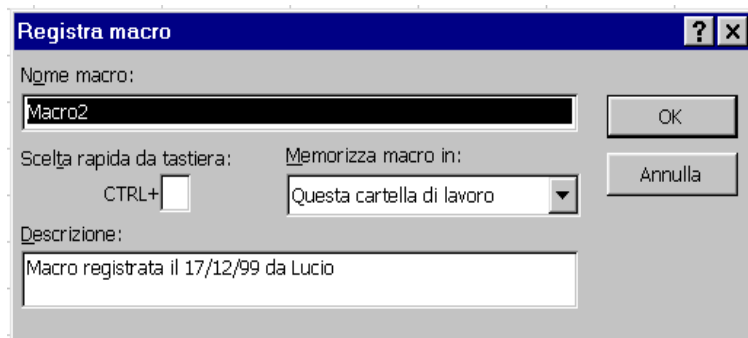 Registra macro
Nome macro:
Macro2
OK
Scelta rapida da tastiera:
Memorizza macro in:
Annulla
CTRL+
Questa cartella di lavoro
Descrizione:
Macro registrata il 17/12/99 da Lucio